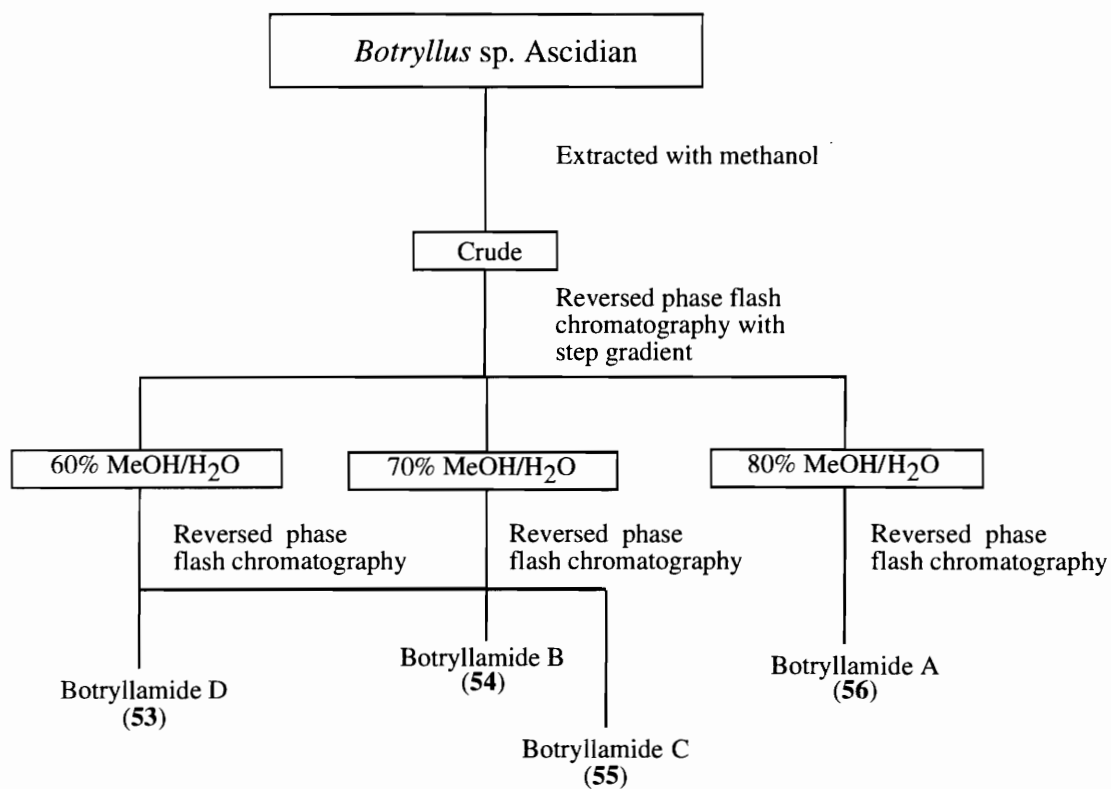 Botryllus sp. Ascidian
Extracted with methanol
Crude
Reversed phase flash
chromatography with
step gradient
60% MeOH/H2O
70% MeOH/H2O
80% MeOH/H2O
Reversed phase
flash chromatography
Reversed phase
flash chromatography
Reversed phase
flash chromatography
Botryllamide D
(53)
Botryllamide B
(54)
Botryllamide C
(55)
Botryllamide A
(56)